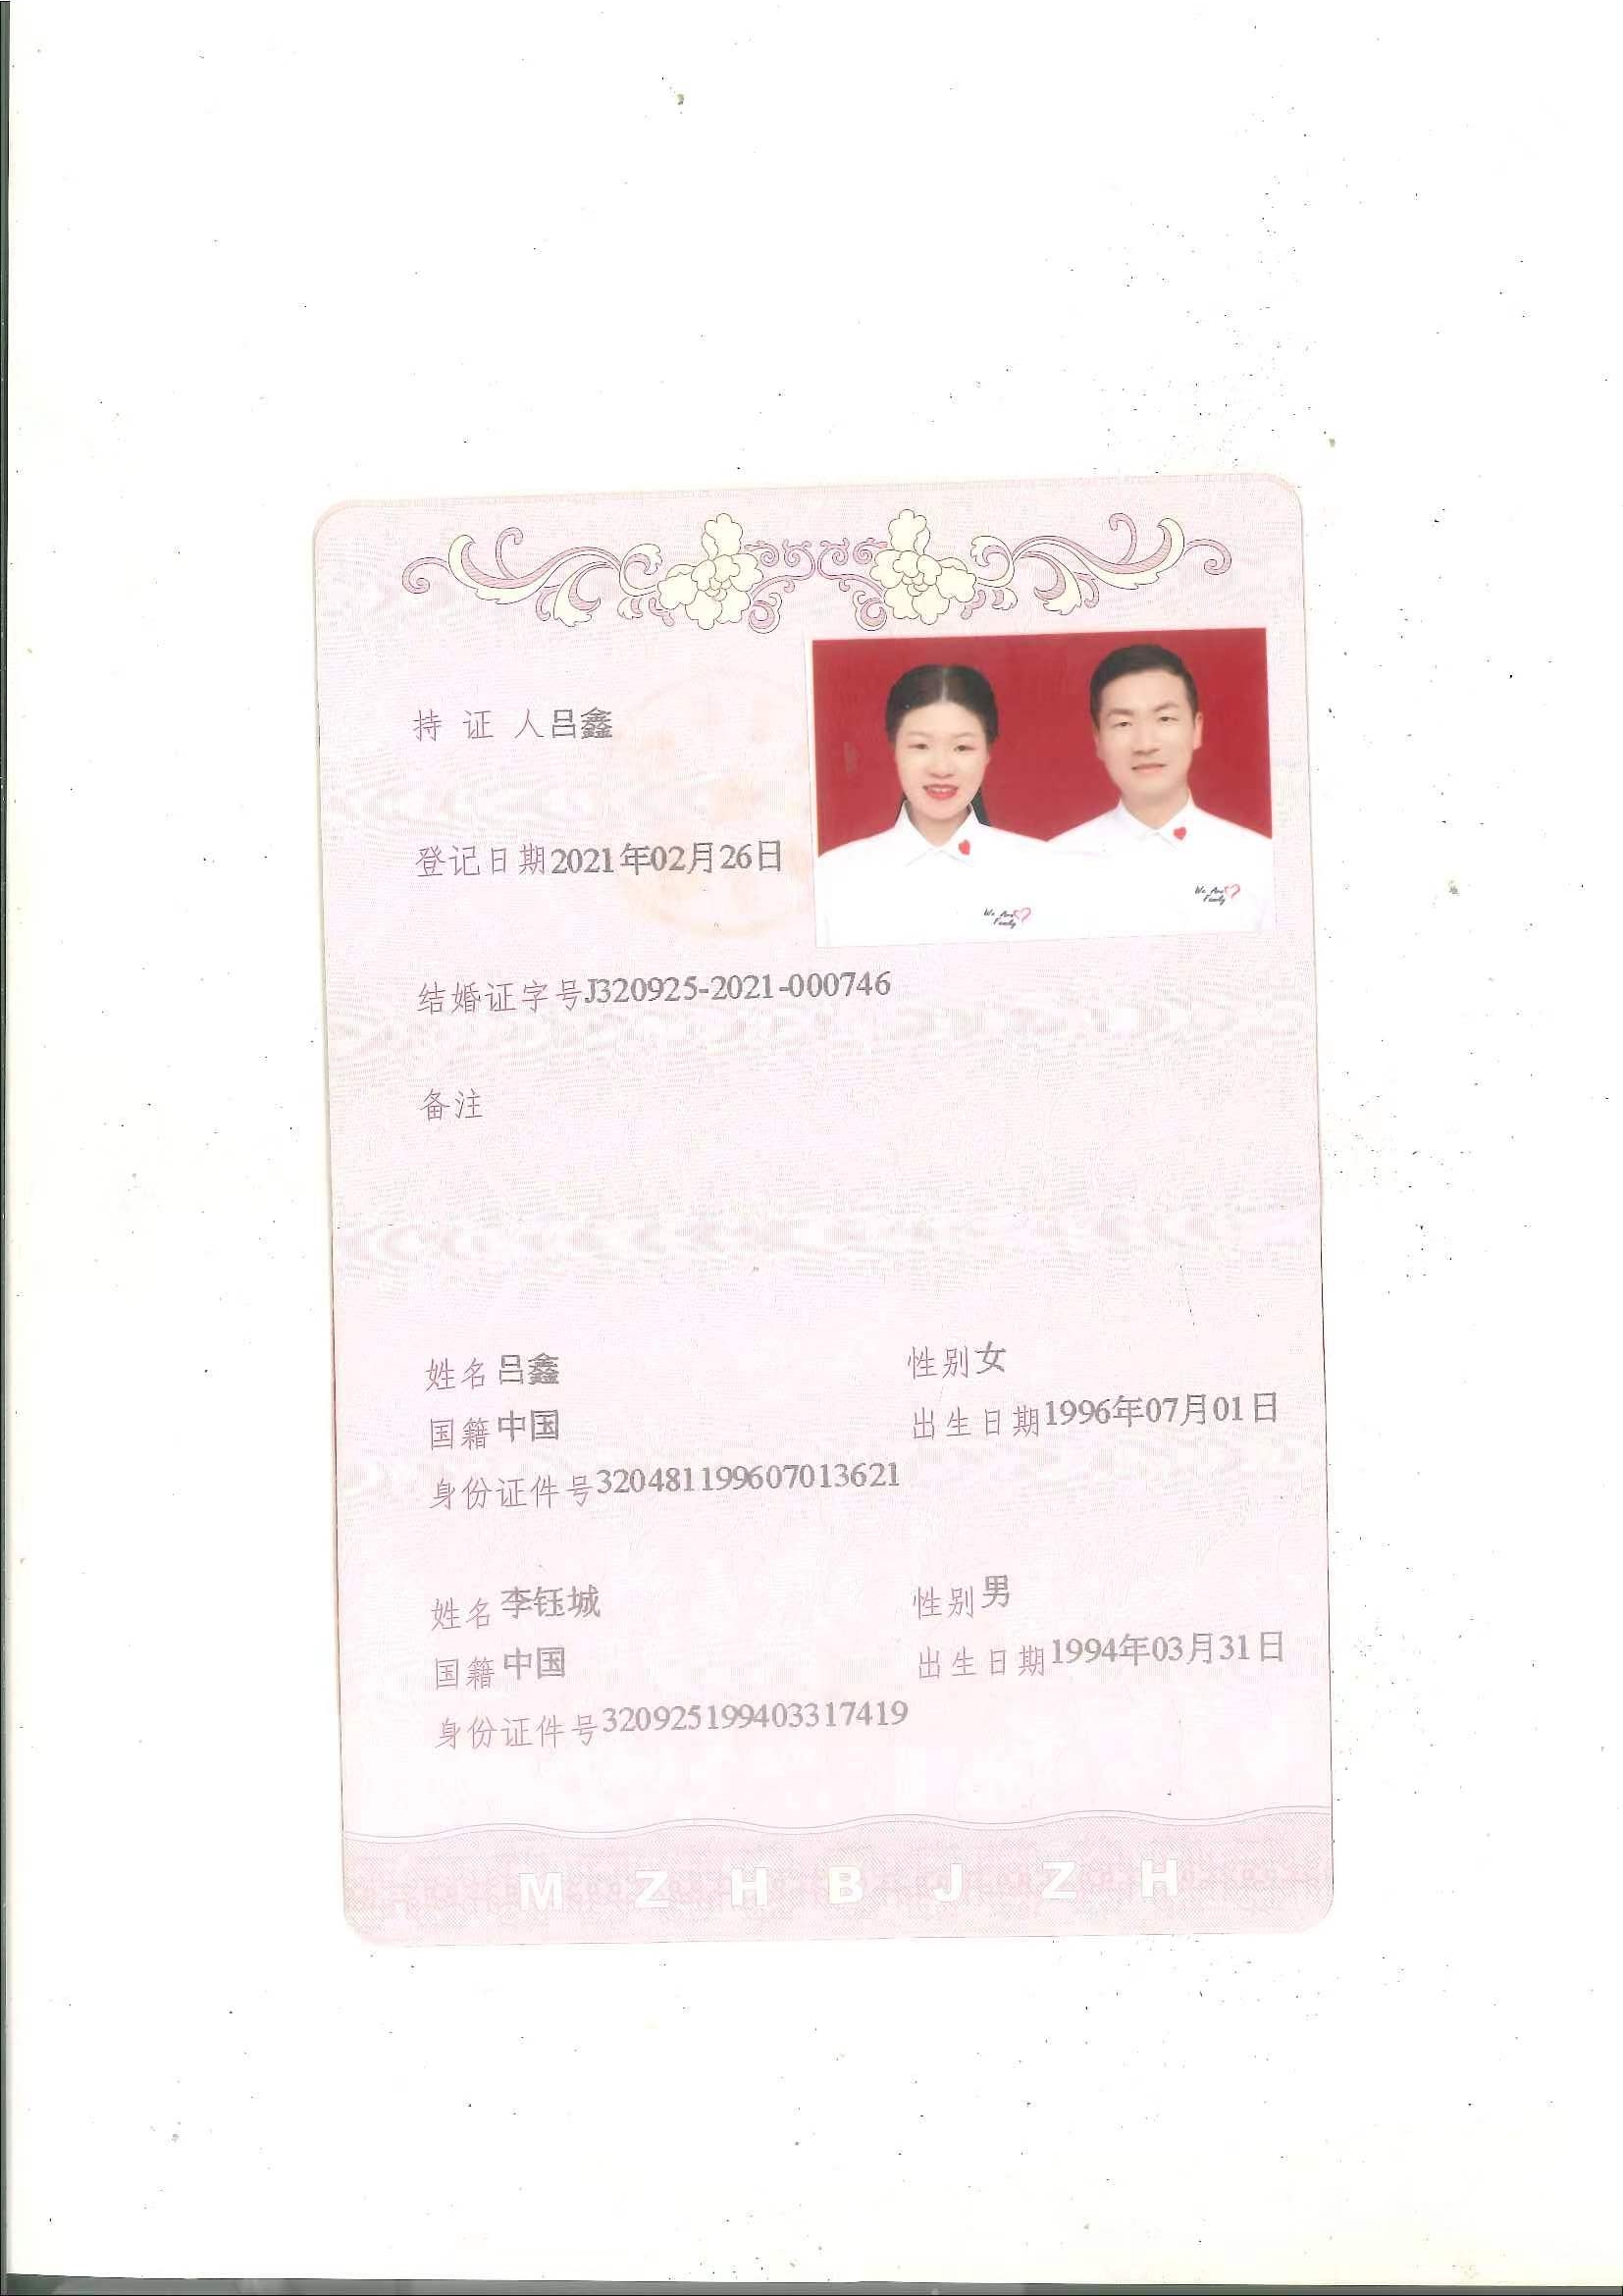 持证人吕鑫
登记日期2021年02月26日
We Are Family
We Are Family
结婚证字号J320925-2021-000746
备注
姓名吕鑫 性别女
国籍中国 出生日期1996年07月01日
身份证件号320481199607013621
姓名李钰城 性别男
国籍中国 出生日期1994年03月31日
身份证件号320925199403317419
M Z H B J Z H